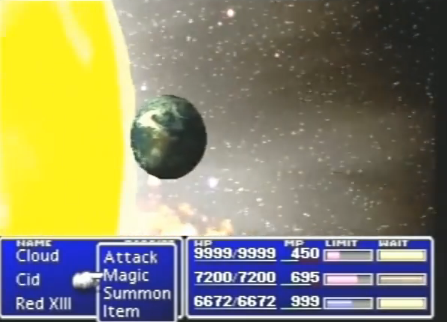 NAME HP MP LIMIT WAIT
Cloud 9999/9999 450
Cid 7200/7200 695
Red XIII 6672/6672 999
Attack
Magic
Summon
Item